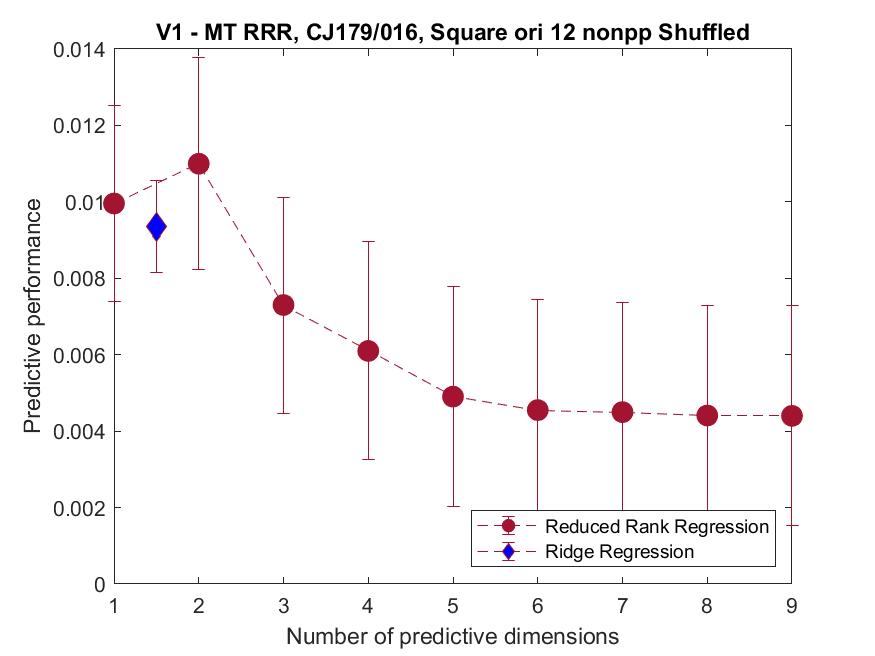 V1 - MT RRR, CJ179/016, Square ori 12 nonpp Shuffled
0.014
0.012
0.01
0.008
0.006
0.004
0.002
0
Predictive performance
Reduced Rank Regression
Ridge Regression
1 2 3 4 5 6 7 8 9
Number of predictive dimensions